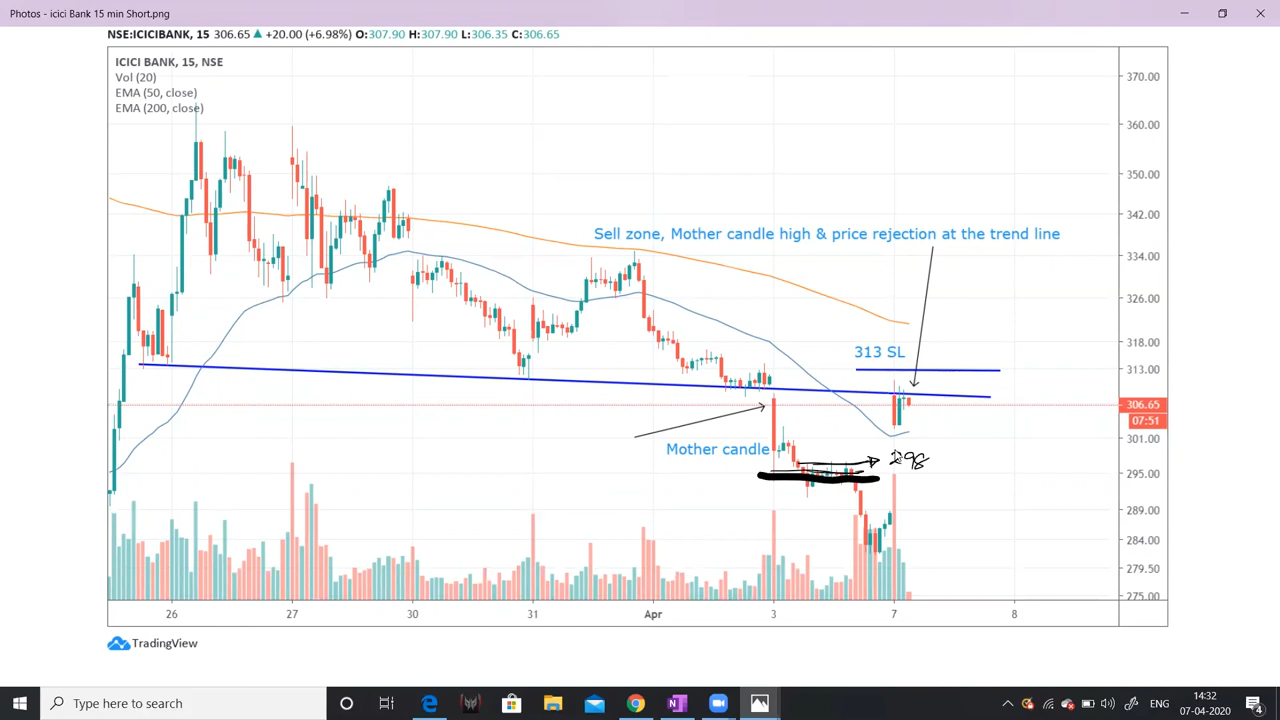 Photos - icici Bank 15 min Short.png
NSE:ICICIBANK, 15 306.65 ▲ +20.00 (+6.98%) O:307.90 H:307.90 L:306.35 C:306.65
ICICI BANK, 15, NSE
Vol (20)
EMA (50, close)
EMA (200, close)
370.00
360.00
350.00
342.00
Sell zone, Mother candle high & price rejection at the trend line
334.00
326.00
318.00
313 SL
313.00
306.65
07:51
301.00
Mother candle
298
295.00
289.00
284.00
279.50
275.00
26 27 30 31 Apr 3 7 8
TradingView
Type here to search
ENG
14:32
07-04-2020
4